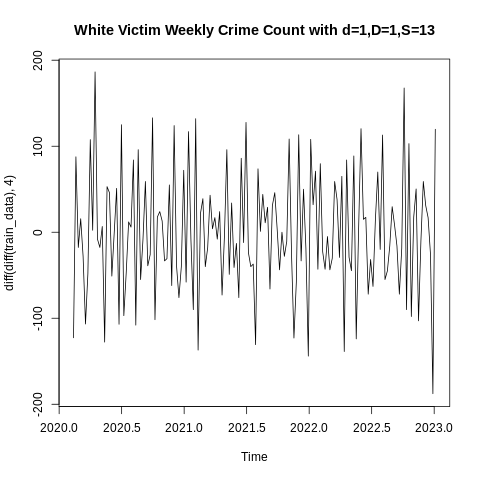 White Victim Weekly Crime Count with d=1,D=1,S=13
diff(diff(train_data), 4)
200
100
0
-100
-200
2020.0 2020.5 2021.0 2021.5 2022.0 2022.5 2023.0
Time